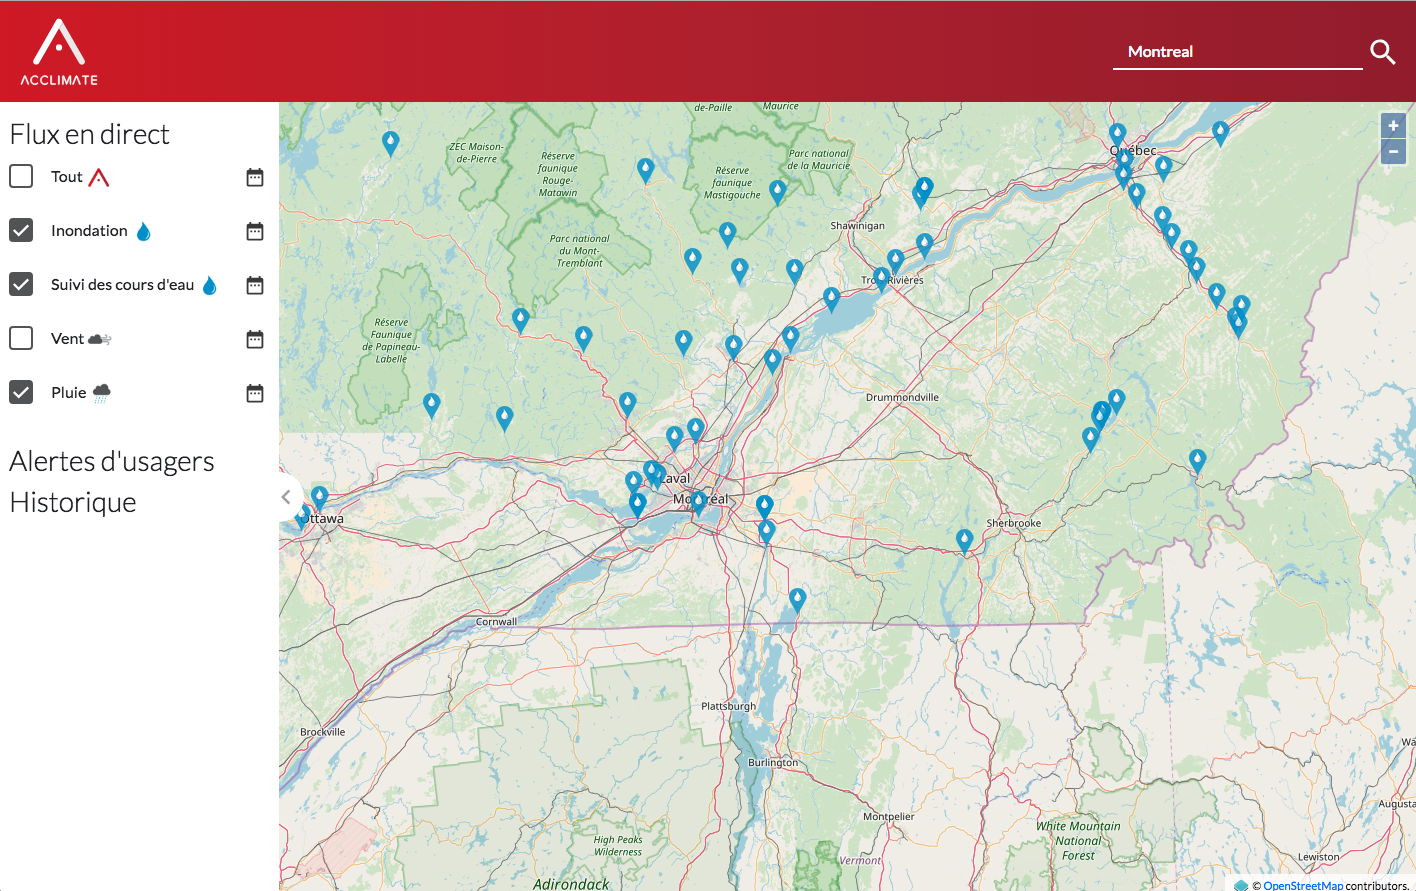 ACCLIMATE
Montreal
Flux en direct
Tout
Inondation
Suivi des cours d'eau
Vent
Pluie
Alertes d'usagers
Historique
+
−
de-Paille
Maurice
ZEC Maison-
de-Pierre
Réserve
faunique
Rouge-
Matawin
Réserve
faunique
Mastigouche
Parc national
de la Mauricie
Québec
Shawinigan
Parc national
du Mont-
Tremblant
Trois-Rivières
Réserve
Faunique
de Papineau-
Labelle
Drummondville
Laval
Montréal
Ottawa
Sherbrooke
Cornwall
Plattsburgh
Brockville
Burlington
Montpelier
Augusta
High Peaks
Wilderness
White Mountain
National
Forest
Vermont
Lewiston
Adirondack
© OpenStreetMap contributors.